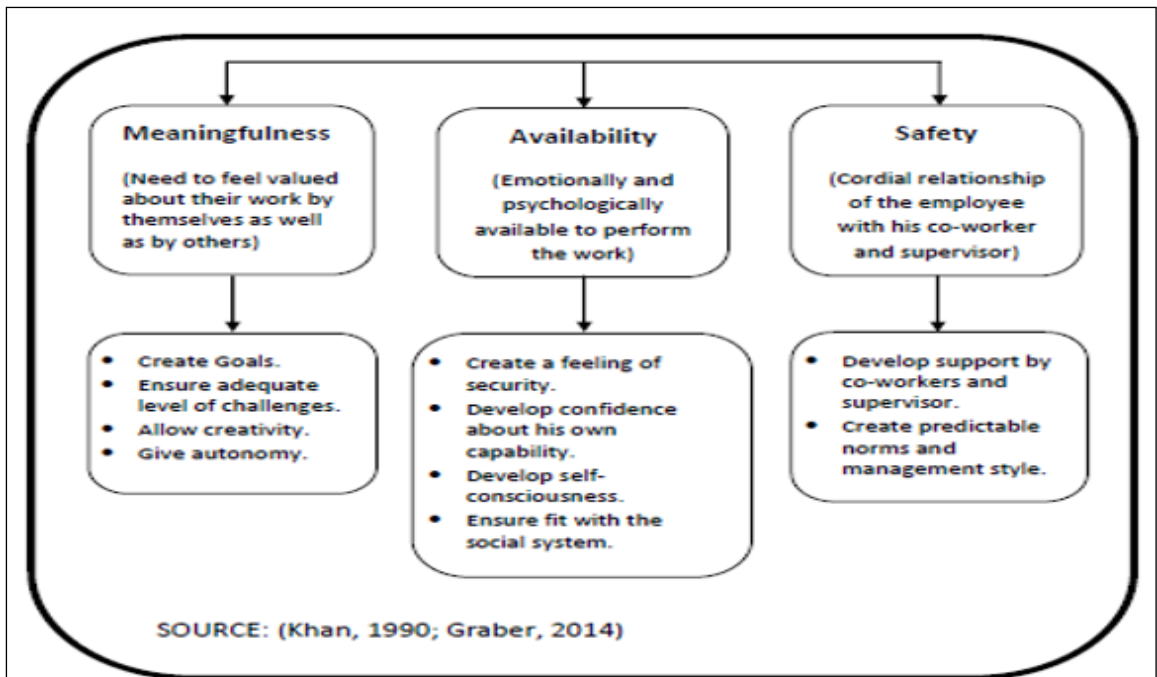 Meaningfulness
(Need to feel valued
about their work by
themselves as well
as by others)
Availability
(Emotionally and
psychologically
available to perform
the work)
Safety
(Cordial relationship
of the employee
with his co-worker
and supervisor)
• Create Goals.
• Ensure adequate
level of challenges.
• Allow creativity.
• Give autonomy.
• Create a feeling of
security.
• Develop confidence
about his own
capability.
• Develop self-
consciousness.
• Ensure fit with the
social system.
• Develop support by
co-workers and
supervisor.
• Create predictable
norms and
management style.
SOURCE: (Khan, 1990; Graber, 2014)